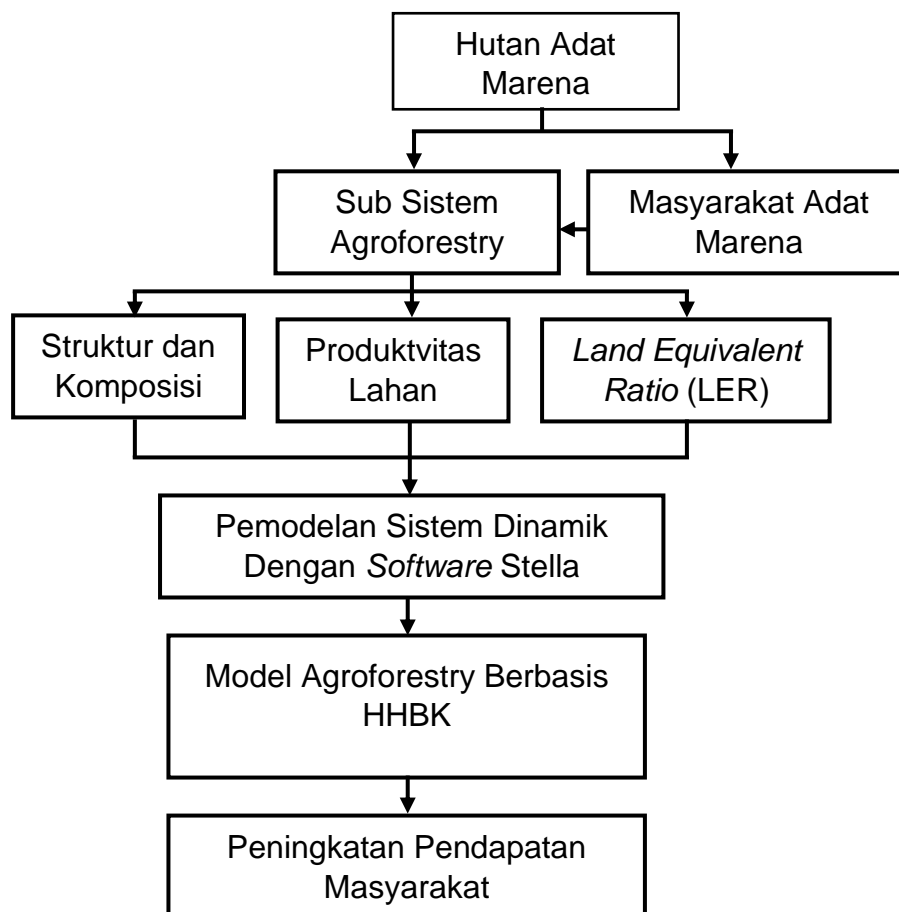 Hutan Adat
Marena
Sub Sistem
Agroforestry
Masyarakat Adat
Marena
Struktur dan
Komposisi
Produktvitas
Lahan
Land Equivalent
Ratio (LER)
Pemodelan Sistem Dinamik
Dengan Software Stella
Model Agroforestry Berbasis
HHBK
Peningkatan Pendapatan
Masyarakat